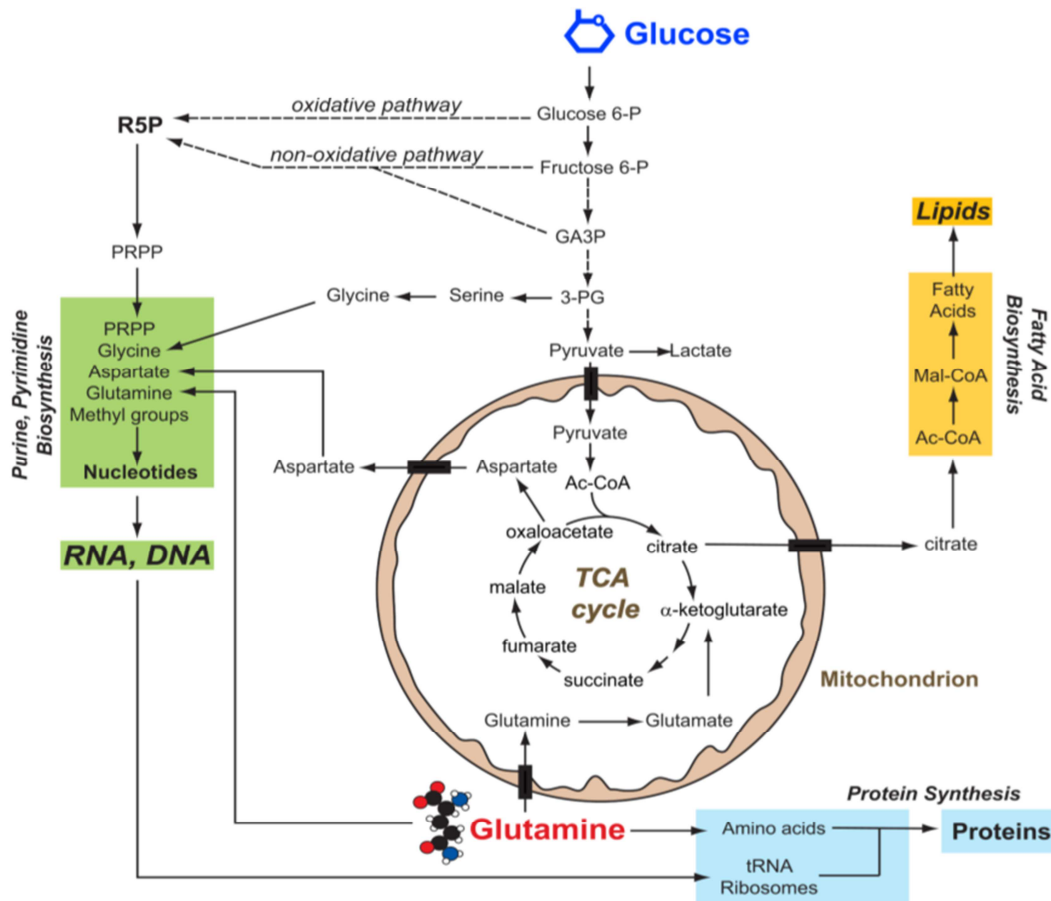 Glucose
oxidative pathway
Glucose 6-P
R5P
non-oxidative pathway
Fructose 6-P
Lipids
GA3P
PRPP
Glycine
Serine
3-PG
Fatty
Acids
Fatty Acid
Biosynthesis
PRPP
Glycine
Aspartate
Glutamine
Methyl groups
Nucleotides
Purine, Pyrimidine
Biosynthesis
Pyruvate
Lactate
Mal-CoA
Pyruvate
Ac-CoA
Aspartate
Aspartate
Ac-CoA
oxaloacetate
citrate
citrate
RNA, DNA
TCA
cycle
malate
α-ketoglutarate
fumarate
succinate
Mitochondrion
Glutamine
Glutamate
Protein Synthesis
Glutamine
Amino acids
Proteins
tRNA
Ribosomes